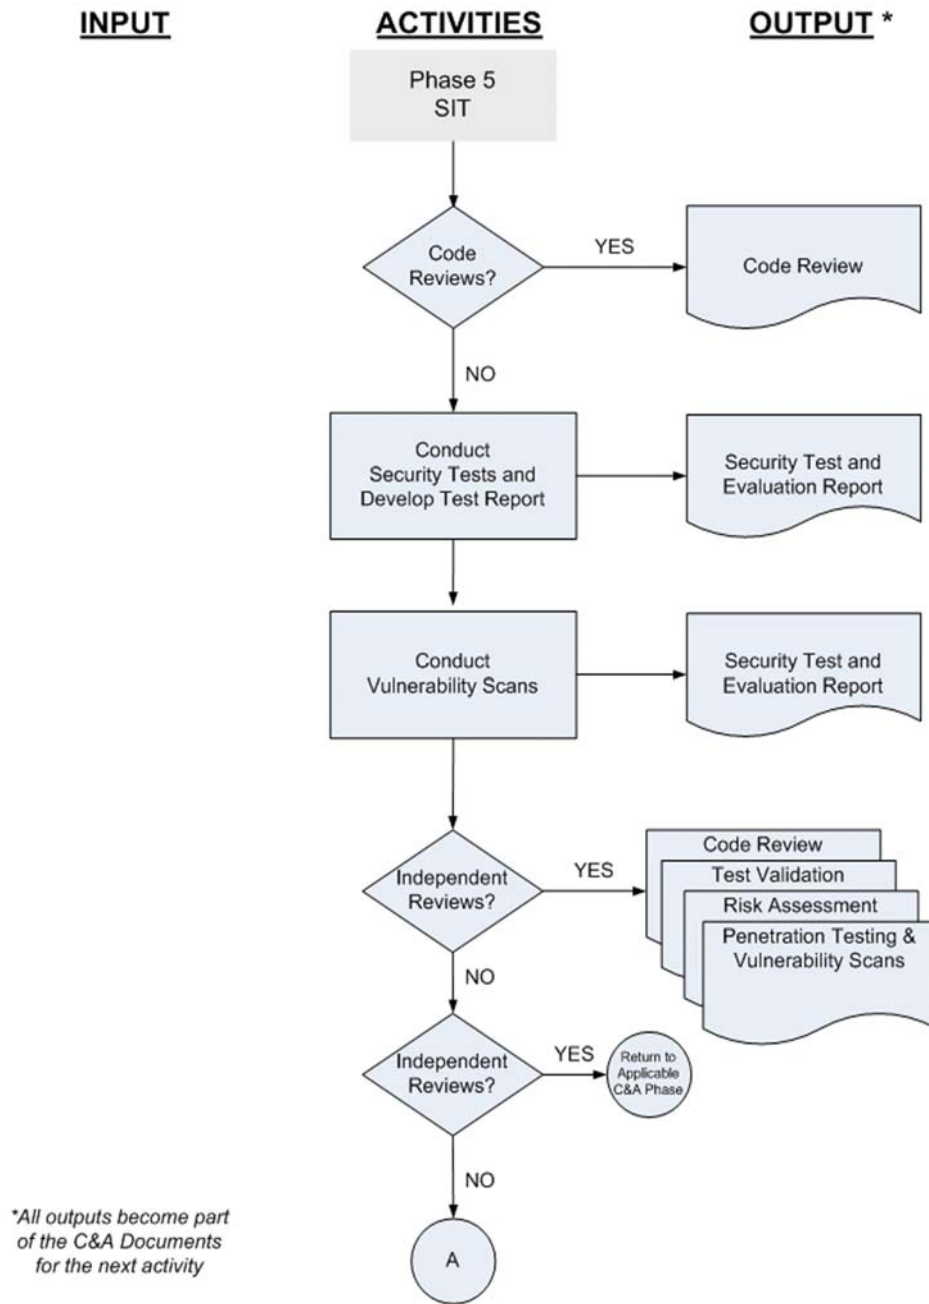 INPUT
ACTIVITIES
OUTPUT *
Phase 5
SIT
Code
Reviews?
YES
Code Review
NO
Conduct
Security Tests and
Develop Test Report
Security Test and
Evaluation Report
Conduct
Vulnerability Scans
Security Test and
Evaluation Report
Independent
Reviews?
YES
Code Review
Test Validation
Risk Assessment
Penetration Testing &
Vulnerability Scans
NO
Independent
Reviews?
YES
Return to
Applicable
C&A Phase
NO
A
*All outputs become part
of the C&A Documents
for the next activity